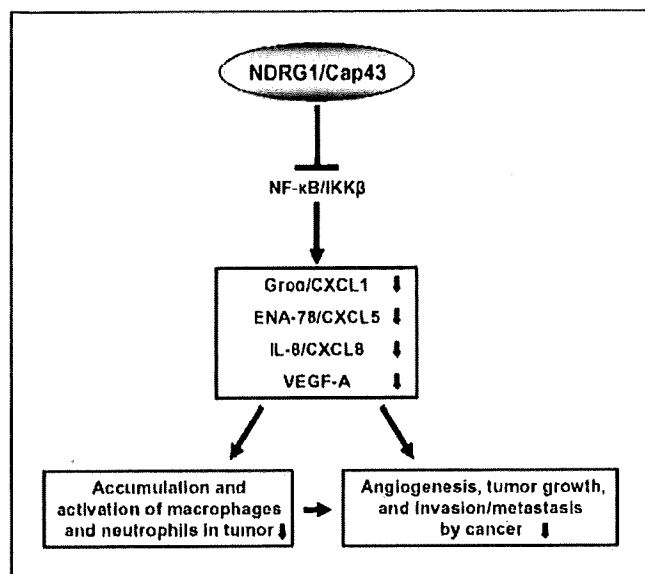 NDRG1/Cap43
NF-κB/IKKβ
Groα/CXCL1 ⬇
ENA-78/CXCL5 ⬇
IL-8/CXCL8 ⬇
VEGF-A ⬇
Accumulation and
activation of macrophages
and neutrophils in tumor ⬇
Angiogenesis, tumor growth,
and invasion/metastasis
by cancer ⬇